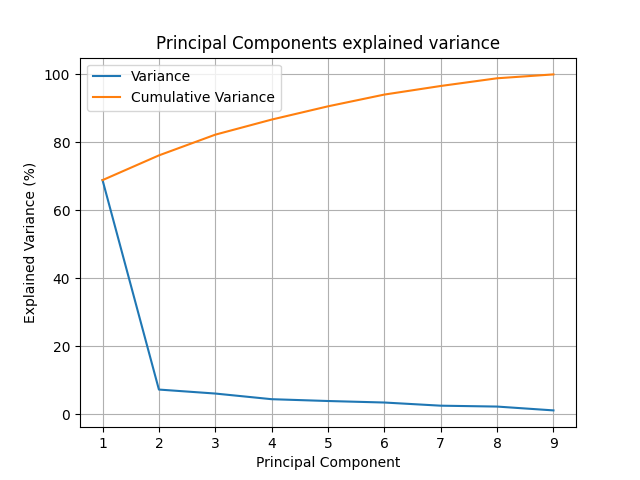 Principal Components explained variance
Variance
Cumulative Variance
Explained Variance (%)
100
80
60
40
20
0
1 2 3 4 5 6 7 8 9
Principal Component